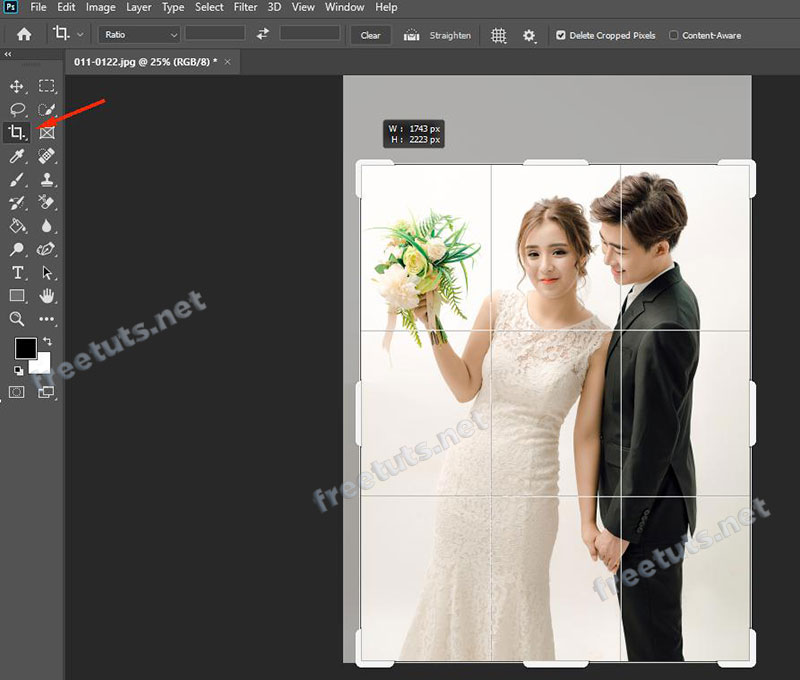 Ps File Edit Image Layer Type Select Filter 3D View Window Help
Ratio Clear Straighten Delete Cropped Pixels Content-Aware
011-0122.jpg @ 25% (RGB/8) * ×
W : 1743 px
H : 2223 px
T
freetuts.net
freetuts.net
freetuts.net